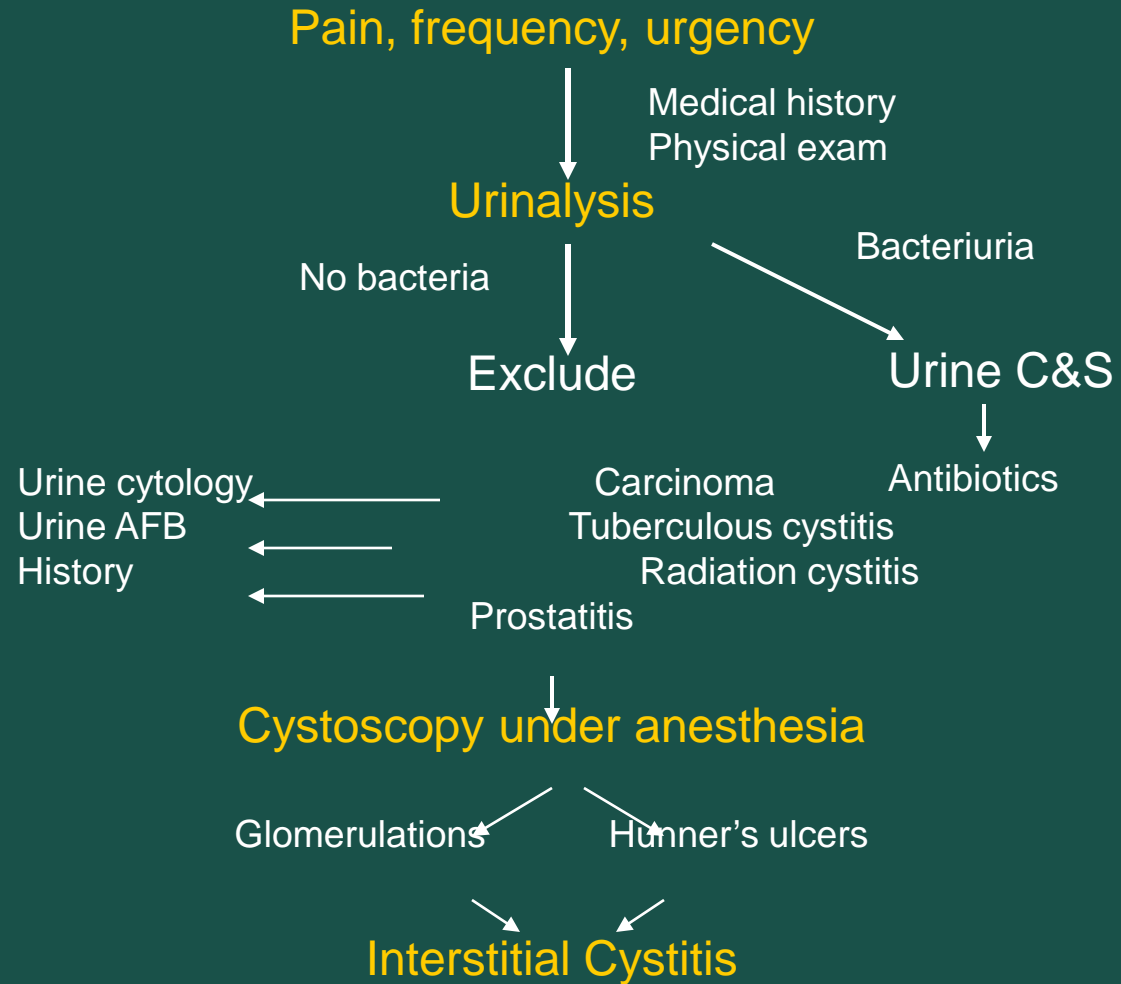 Pain, frequency, urgency
Medical history
Physical exam
Urinalysis
Bacteriuria
No bacteria
Exclude
Urine C&S
Urine cytology
Carcinoma
Antibiotics
Urine AFB
Tuberculous cystitis
History
Radiation cystitis
Prostatitis
Cystoscopy under anesthesia
Glomerulations
Hunner's ulcers
Interstitial Cystitis